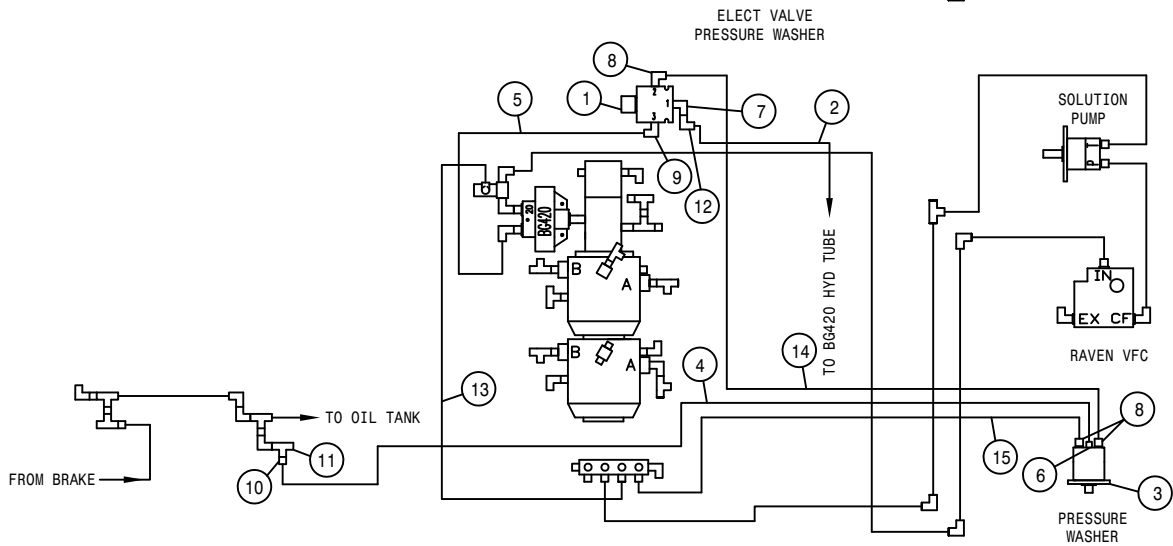 ELECT VALVE
PRESSURE WASHER
8
2
1
1
7
3
5
2
SOLUTION
PUMP
T
P
9
12
20
BG420
B
A
TO BG420 HYD TUBE
IN
EX CF
RAVEN VFC
B
A
14
4
13
TO OIL TANK
8
11
10
15
6
3
FROM BRAKE
PRESSURE
WASHER